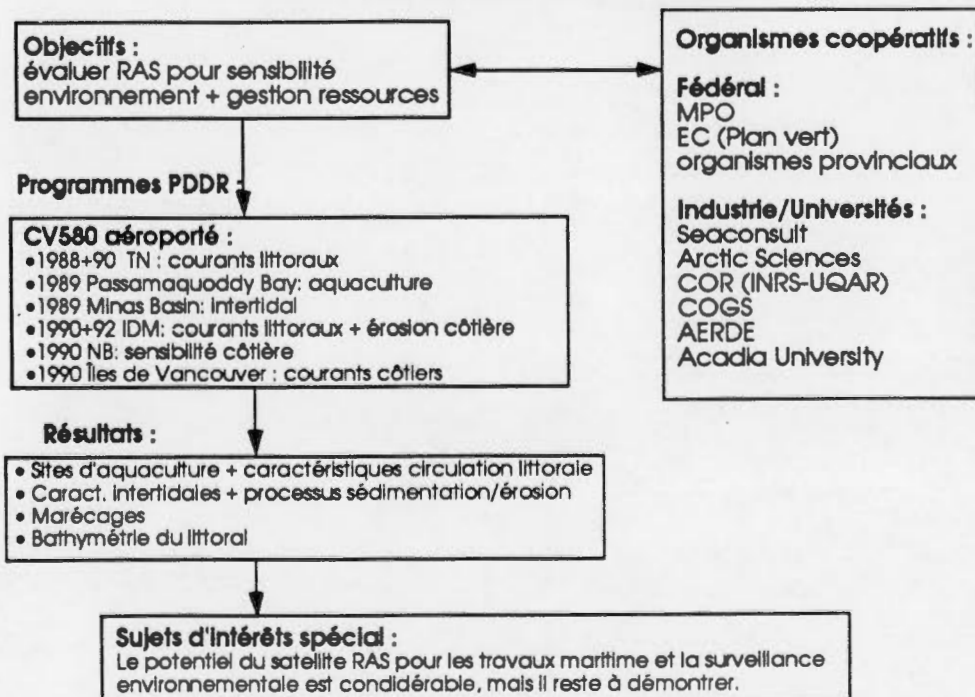 Objectifs :
évaluer RAS pour sensibilité
environnement + gestion ressources
Programmes PDDR :
CV580 aéroporté :
•1988+90 TN : courants littoraux
•1989 Passamaquoddy Bay: aquaculture
•1989 Minas Basin: intertidal
•1990+92 IDM: courants littoraux + érosion côtière
•1990 NB: sensibilité côtière
•1990 Îles de Vancouver : courants côtiers
Résultats :
• Sites d'aquaculture + caractéristiques circulation littorale
• Caract. intertidales + processus sédimentation/érosion
• Marécages
• Bathymétrie du littoral
Sujets d'intérêts spécial :
Le potentiel du satellite RAS pour les travaux maritime et la surveillance
environnementale est condidérable, mais il reste à démontrer.
Organismes coopératifs :
Fédéral :
MPO
EC (Plan vert)
organismes provinciaux
Industrie/Universités :
Seaconsult
Arctic Sciences
COR (INRS-UQAR)
COGS
AERDE
Acadia University